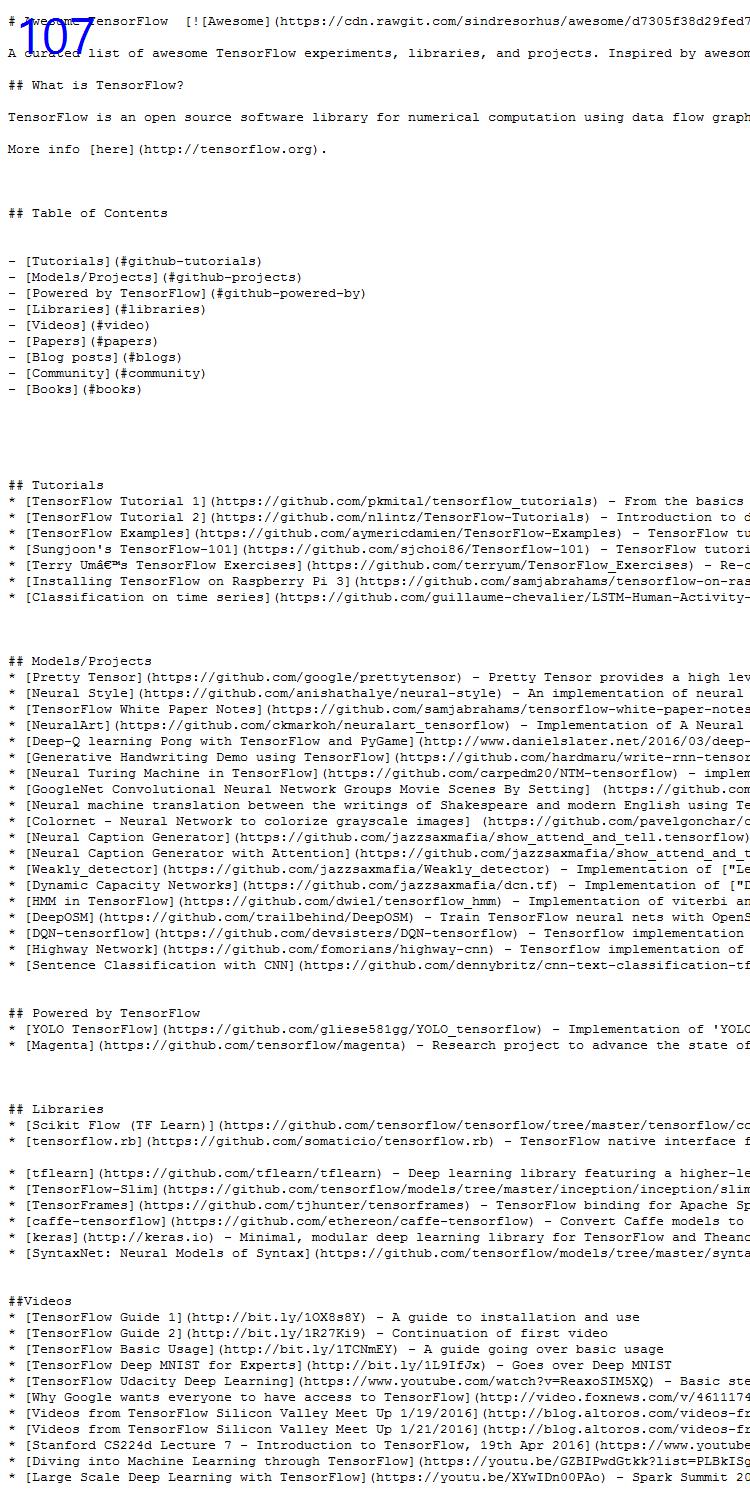 107
# Awesome TensorFlow  [![Awesome](https://cdn.rawgit.com/sindresorhus/awesome/d7305f38d29fed7
A curated list of awesome TensorFlow experiments, libraries, and projects. Inspired by awesom
## What is TensorFlow?
TensorFlow is an open source software library for numerical computation using data flow graph
More info [here](http://tensorflow.org).
## Table of Contents
- [Tutorials](#github-tutorials)
- [Models/Projects](#github-projects)
- [Powered by TensorFlow](#github-powered-by)
- [Libraries](#libraries)
- [Videos](#video)
- [Papers](#papers)
- [Blog posts](#blogs)
- [Community](#community)
- [Books](#books)
## Tutorials
* [TensorFlow Tutorial 1](https://github.com/pkmital/tensorflow_tutorials) - From the basics
* [TensorFlow Tutorial 2](https://github.com/nlintz/TensorFlow-Tutorials) - Introduction to d
* [TensorFlow Examples](https://github.com/aymericdamien/TensorFlow-Examples) - TensorFlow tu
* [Sungjoon's TensorFlow-101](https://github.com/sjchoi86/Tensorflow-101) - TensorFlow tutori
* [Terry Umâ€™s TensorFlow Exercises](https://github.com/terryum/TensorFlow_Exercises) - Re-c
* [Installing TensorFlow on Raspberry Pi 3](https://github.com/samjabrahams/tensorflow-on-ras
* [Classification on time series](https://github.com/guillaume-chevalier/LSTM-Human-Activity-
## Models/Projects
* [Pretty Tensor](https://github.com/google/prettytensor) - Pretty Tensor provides a high lev
* [Neural Style](https://github.com/anishathalye/neural-style) - An implementation of neural
* [TensorFlow White Paper Notes](https://github.com/samjabrahams/tensorflow-white-paper-notes
* [NeuralArt](https://github.com/ckmarkoh/neuralart_tensorflow) - Implementation of A Neural
* [Deep-Q learning Pong with TensorFlow and PyGame](http://www.danielslater.net/2016/03/deep-
* [Generative Handwriting Demo using TensorFlow](https://github.com/hardmaru/write-rnn-tensor
* [Neural Turing Machine in TensorFlow](https://github.com/carpedm20/NTM-tensorflow) - implem
* [GoogleNet Convolutional Neural Network Groups Movie Scenes By Setting] (https://github.com
* [Neural machine translation between the writings of Shakespeare and modern English using Te
* [Colornet - Neural Network to colorize grayscale images] (https://github.com/pavelgonchar/c
* [Neural Caption Generator](https://github.com/jazzsaxmafia/show_attend_and_tell.tensorflow)
* [Neural Caption Generator with Attention](https://github.com/jazzsaxmafia/show_attend_and_t
* [Weakly_detector](https://github.com/jazzsaxmafia/Weakly_detector) - Implementation of ["Le
* [Dynamic Capacity Networks](https://github.com/jazzsaxmafia/dcn.tf) - Implementation of ["D
* [HMM in TensorFlow](https://github.com/dwiel/tensorflow_hmm) - Implementation of viterbi an
* [DeepOSM](https://github.com/trailbehind/DeepOSM) - Train TensorFlow neural nets with OpenS
* [DQN-tensorflow](https://github.com/devsisters/DQN-tensorflow) - Tensorflow implementation
* [Highway Network](https://github.com/fomorians/highway-cnn) - Tensorflow implementation of
* [Sentence Classification with CNN](https://github.com/dennybritz/cnn-text-classification-tf
## Powered by TensorFlow
* [YOLO TensorFlow](https://github.com/gliese581gg/YOLO_tensorflow) - Implementation of 'YOLO
* [Magenta](https://github.com/tensorflow/magenta) - Research project to advance the state of
## Libraries
* [Scikit Flow (TF Learn)](https://github.com/tensorflow/tensorflow/tree/master/tensorflow/co
* [tensorflow.rb](https://github.com/somaticio/tensorflow.rb) - TensorFlow native interface f
* [tflearn](https://github.com/tflearn/tflearn) - Deep learning library featuring a higher-le
* [TensorFlow-Slim](https://github.com/tensorflow/models/tree/master/inception/inception/slim
* [TensorFrames](https://github.com/tjhunter/tensorframes) - TensorFlow binding for Apache Sp
* [caffe-tensorflow](https://github.com/ethereon/caffe-tensorflow) - Convert Caffe models to
* [keras](http://keras.io) - Minimal, modular deep learning library for TensorFlow and Theano
* [SyntaxNet: Neural Models of Syntax](https://github.com/tensorflow/models/tree/master/synta
##Videos
* [TensorFlow Guide 1](http://bit.ly/1OX8s8Y) - A guide to installation and use
* [TensorFlow Guide 2](http://bit.ly/1R27Ki9) - Continuation of first video
* [TensorFlow Basic Usage](http://bit.ly/1TCNmEY) - A guide going over basic usage
* [TensorFlow Deep MNIST for Experts](http://bit.ly/1L9IfJx) - Goes over Deep MNIST
* [TensorFlow Udacity Deep Learning](https://www.youtube.com/watch?v=ReaxoSIM5XQ) - Basic ste
* [Why Google wants everyone to have access to TensorFlow](http://video.foxnews.com/v/4611174
* [Videos from TensorFlow Silicon Valley Meet Up 1/19/2016](http://blog.altoros.com/videos-fr
* [Videos from TensorFlow Silicon Valley Meet Up 1/21/2016](http://blog.altoros.com/videos-fr
* [Stanford CS224d Lecture 7 - Introduction to TensorFlow, 19th Apr 2016](https://www.youtube
* [Diving into Machine Learning through TensorFlow](https://youtu.be/GZBIPwdGtkk?list=PLBkISg
* [Large Scale Deep Learning with TensorFlow](https://youtu.be/XYwIDn00PAo) - Spark Summit 20